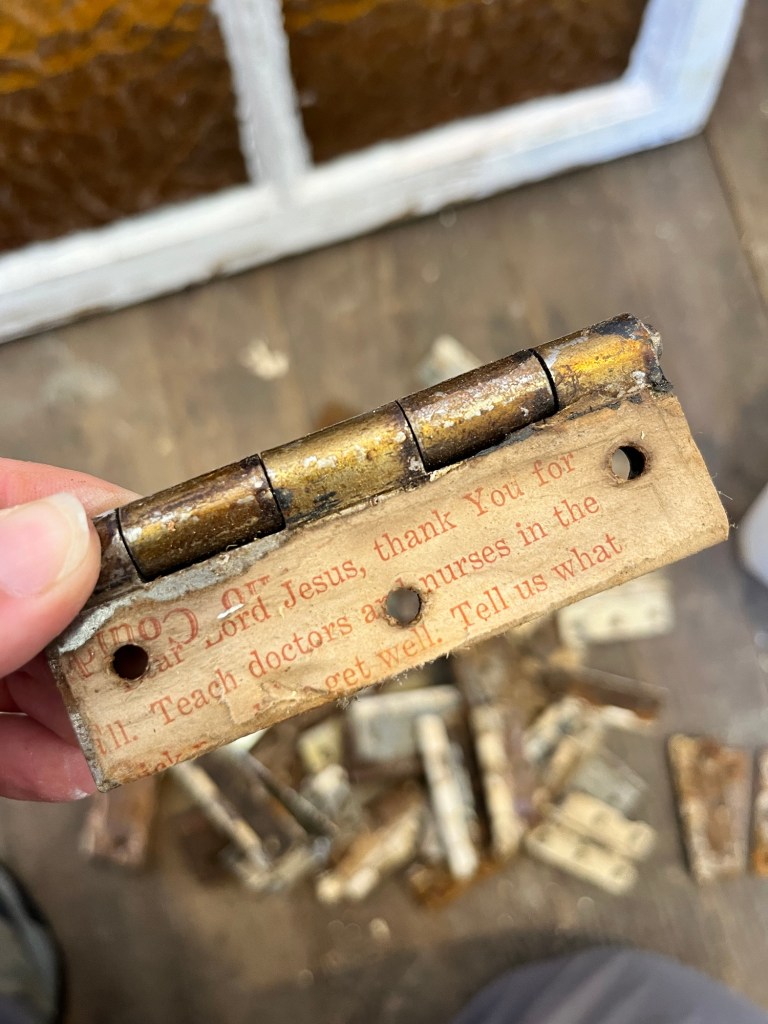 Lord Jesus, thank You for
Teach doctors and nurses in the
get well. Tell us what